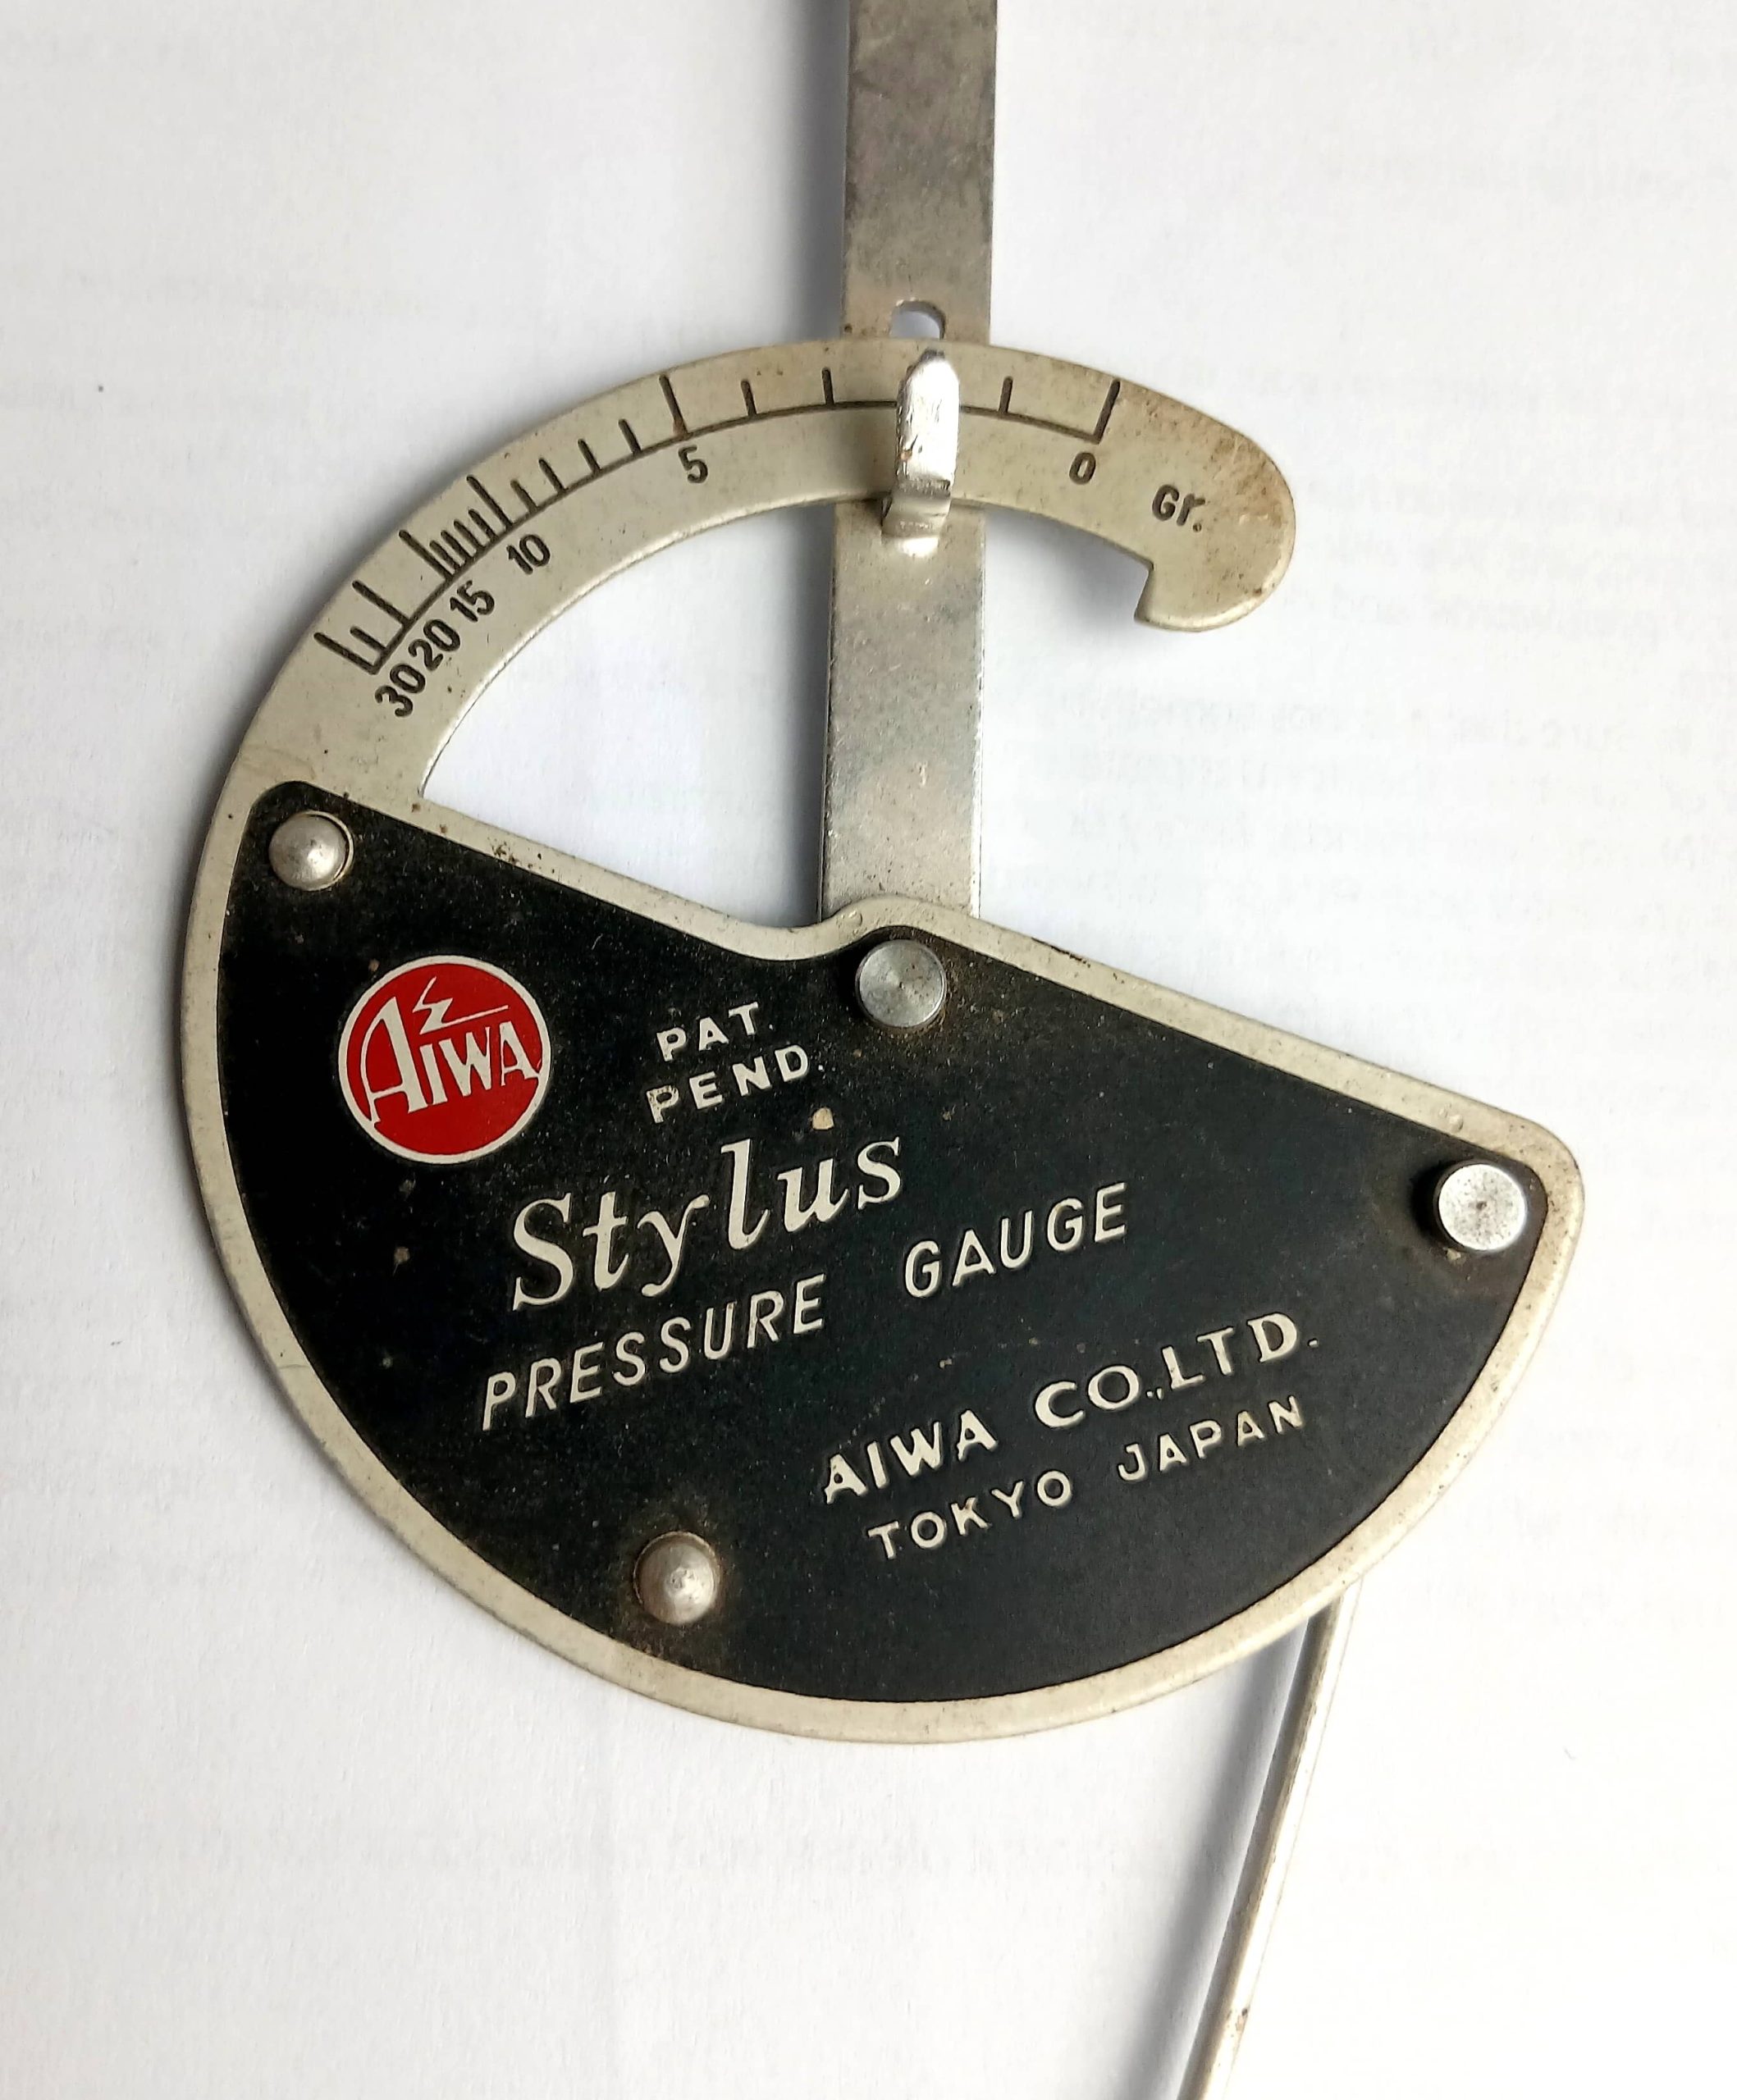 0 Gr.
5
10
15
20
30
AIWA
PAT.
PEND.
Stylus
PRESSURE GAUGE
AIWA CO.,LTD.
TOKYO JAPAN